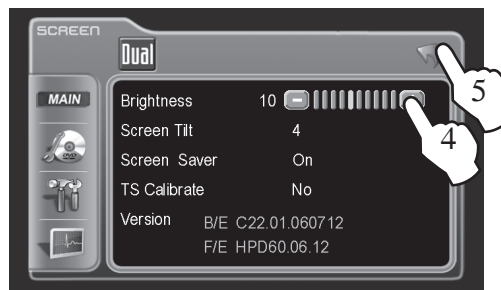 SCREEN
Dual
5
MAIN
Brightness 10
4
Screen Tilt 4
Screen Saver On
TS Calibrate No
Version B/E C22.01.060712
F/E HPD60.06.12